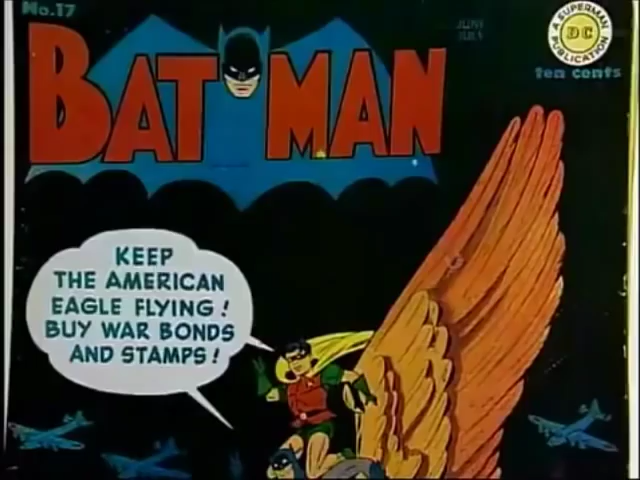 No.17
BATMAN
JUNE
JULY
A SUPERMAN
DC
PUBLICATION
ten cents
KEEP
THE AMERICAN
EAGLE FLYING!
BUY WAR BONDS
AND STAMPS!